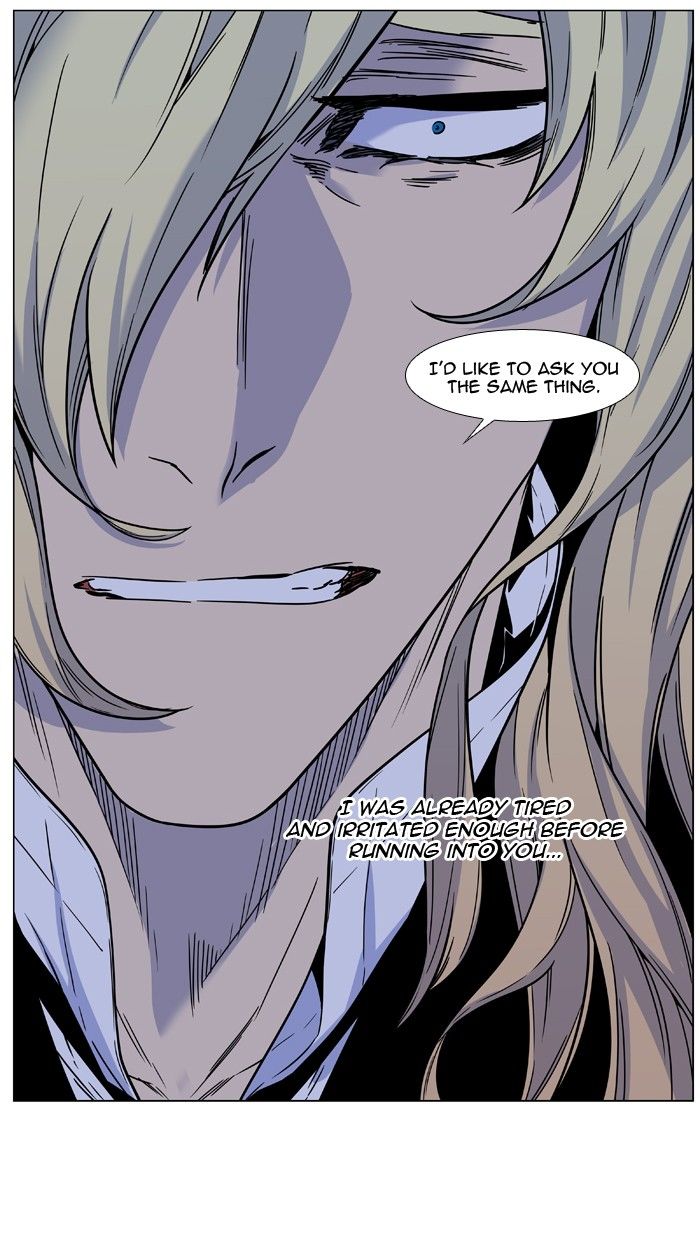 I'D LIKE TO ASK YOU
THE SAME THING.
I WAS ALREADY TIRED
AND IRRITATED ENOUGH BEFORE
RUNNING INTO YOU...